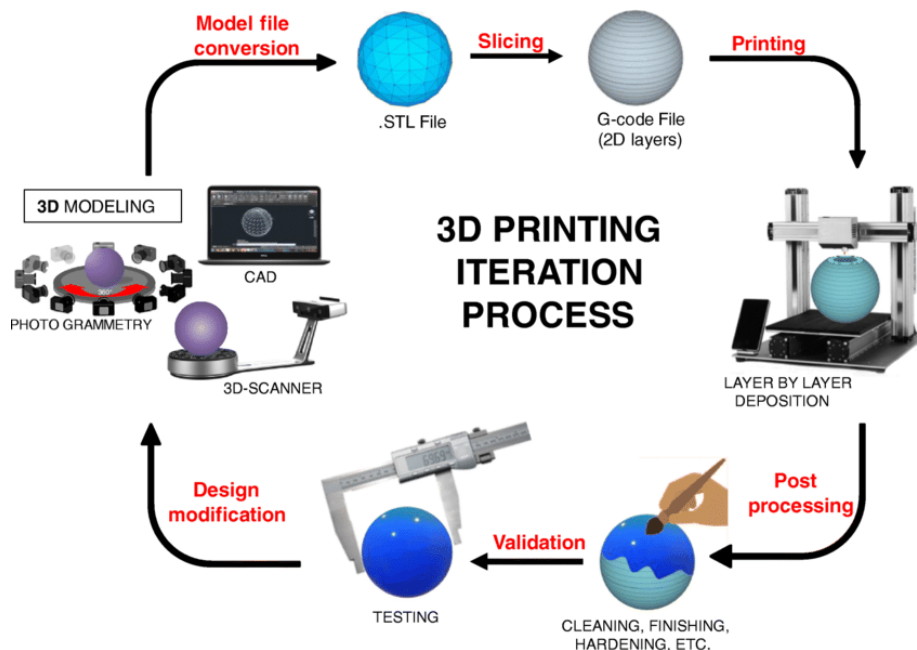 Model file
conversion
Slicing
Printing
.STL File
G-code File
(2D layers)
3D MODELING
CAD
360°
PHOTO GRAMMETRY
3D-SCANNER
3D PRINTING
ITERATION
PROCESS
LAYER BY LAYER
DEPOSITION
Post
processing
Design
modification
Validation
TESTING
CLEANING, FINISHING,
HARDENING, ETC.